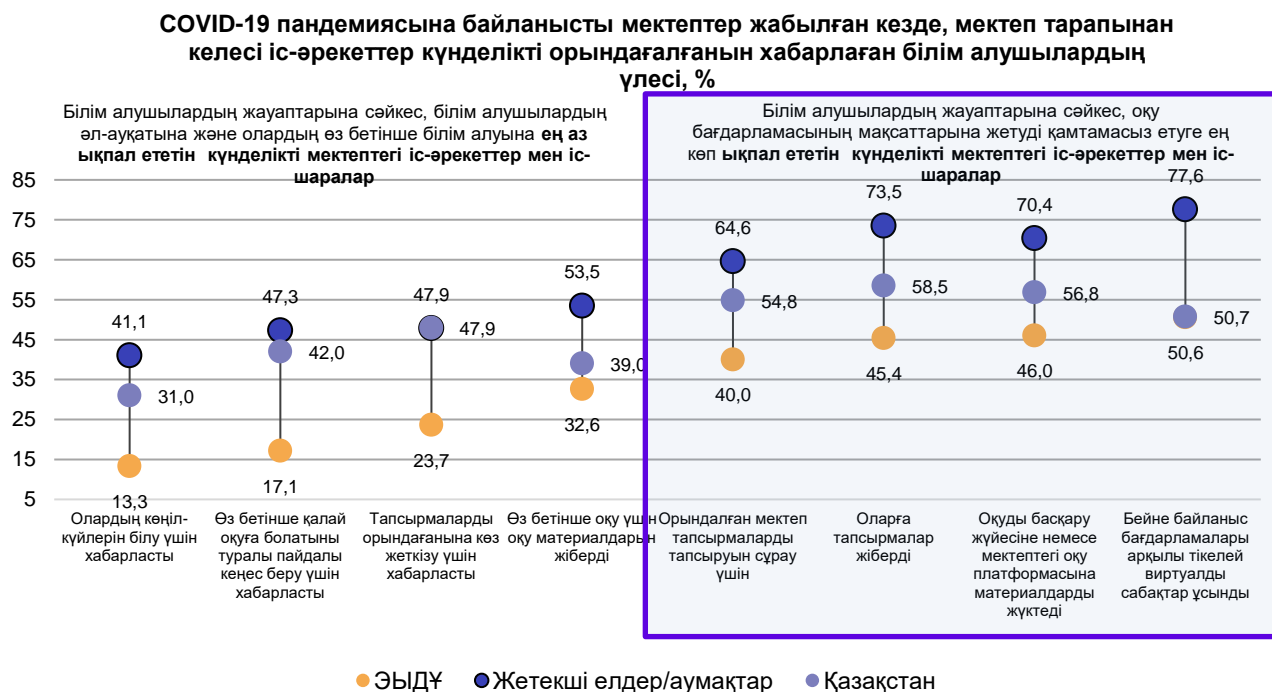 COVID-19 пандемиясына байланысты мектептер жабылған кезде, мектеп тарапынан
келесі іс-әрекеттер күнделікті орындағалғанын хабарлаған білім алушылардың
үлесі, %
Білім алушылардың жауаптарына сәйкес, білім алушылардың
әл-ауқатына және олардың өз бетінше білім алуына ең аз
ықпал ететін күнделікті мектептегі іс-әрекеттер мен іс-
шаралар
Білім алушылардың жауаптарына сәйкес, оқу
бағдарламасының мақсаттарына жетуді қамтамасыз етуге ең
көп ықпал ететін күнделікті мектептегі іс-әрекеттер мен іс-
шаралар
85
75
65
55
45
35
25
15
5
41,1
31,0
13,3
47,3
42,0
17,1
47,9
47,9
23,7
53,5
39,0
32,6
64,6
54,8
40,0
73,5
58,5
45,4
70,4
56,8
46,0
77,6
50,7
50,6
Олардың көңіл-
күйлерін білу үшін
хабарласты
Өз бетінше қалай
оқуға болатыны
туралы пайдалы
кеңес беру үшін
хабарласты
Тапсырмаларды
орындағанына көз
жеткізу үшін
хабарласты
Өз бетінше оқу үшін
оқу материалдарын
жіберді
Орындалған мектеп
тапсырмаларды
тапсыруын сұрау
үшін
Оларға
тапсырмалар
жіберді
Оқуды басқару
жүйесіне немесе
мектептегі оқу
платформасына
материалдарды
жүктеді
Бейне байланыс
бағдарламалары
арқылы тікелей
виртуалды
сабақтар ұсынды
ЭЫДҰ
Жетекші елдер/аумақтар
Қазақстан